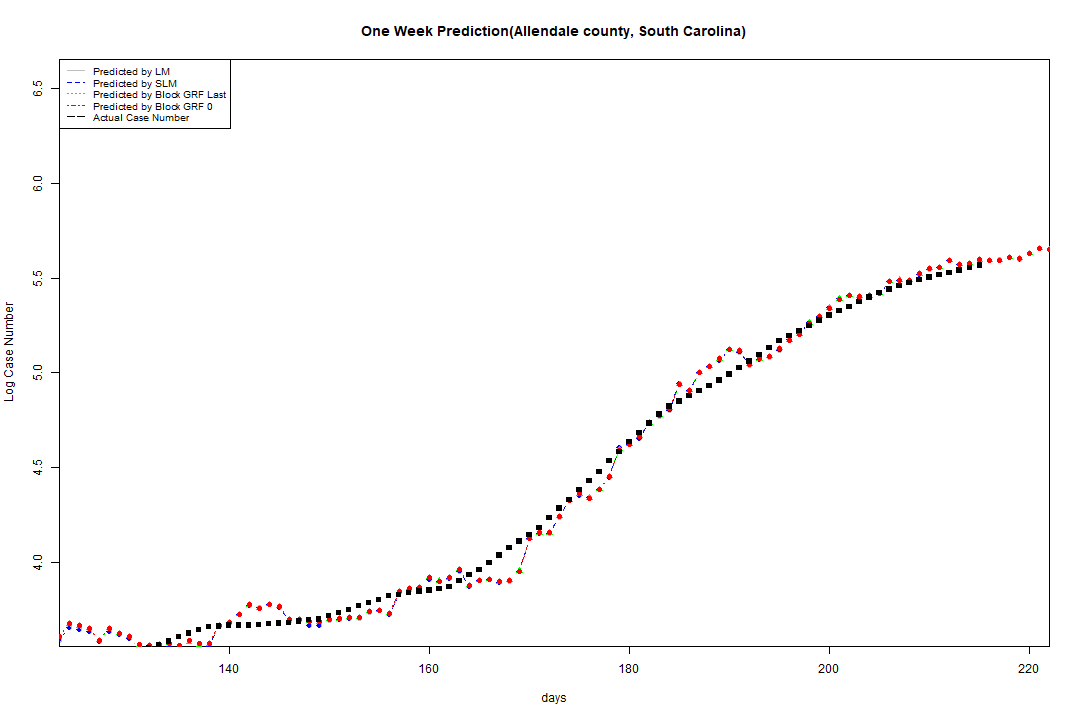 One Week Prediction(Allendale county, South Carolina)
Predicted by LM
Predicted by SLM
Predicted by Block GRF Last
Predicted by Block GRF 0
Actual Case Number
6.5
6.0
5.5
5.0
4.5
4.0
Log Case Number
140 160 180 200 220
days